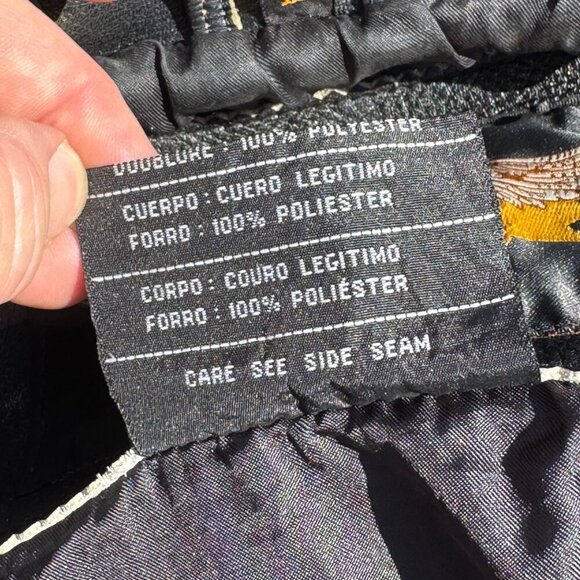 DOUBLURE : 100% POLYESTER
CUERPO : CUERO LEGITIMO
FORRO : 100% POLIESTER
CORPO : COURO LEGITIMO
FORRO : 100% POLIÉSTER
CARE SEE SIDE SEAM